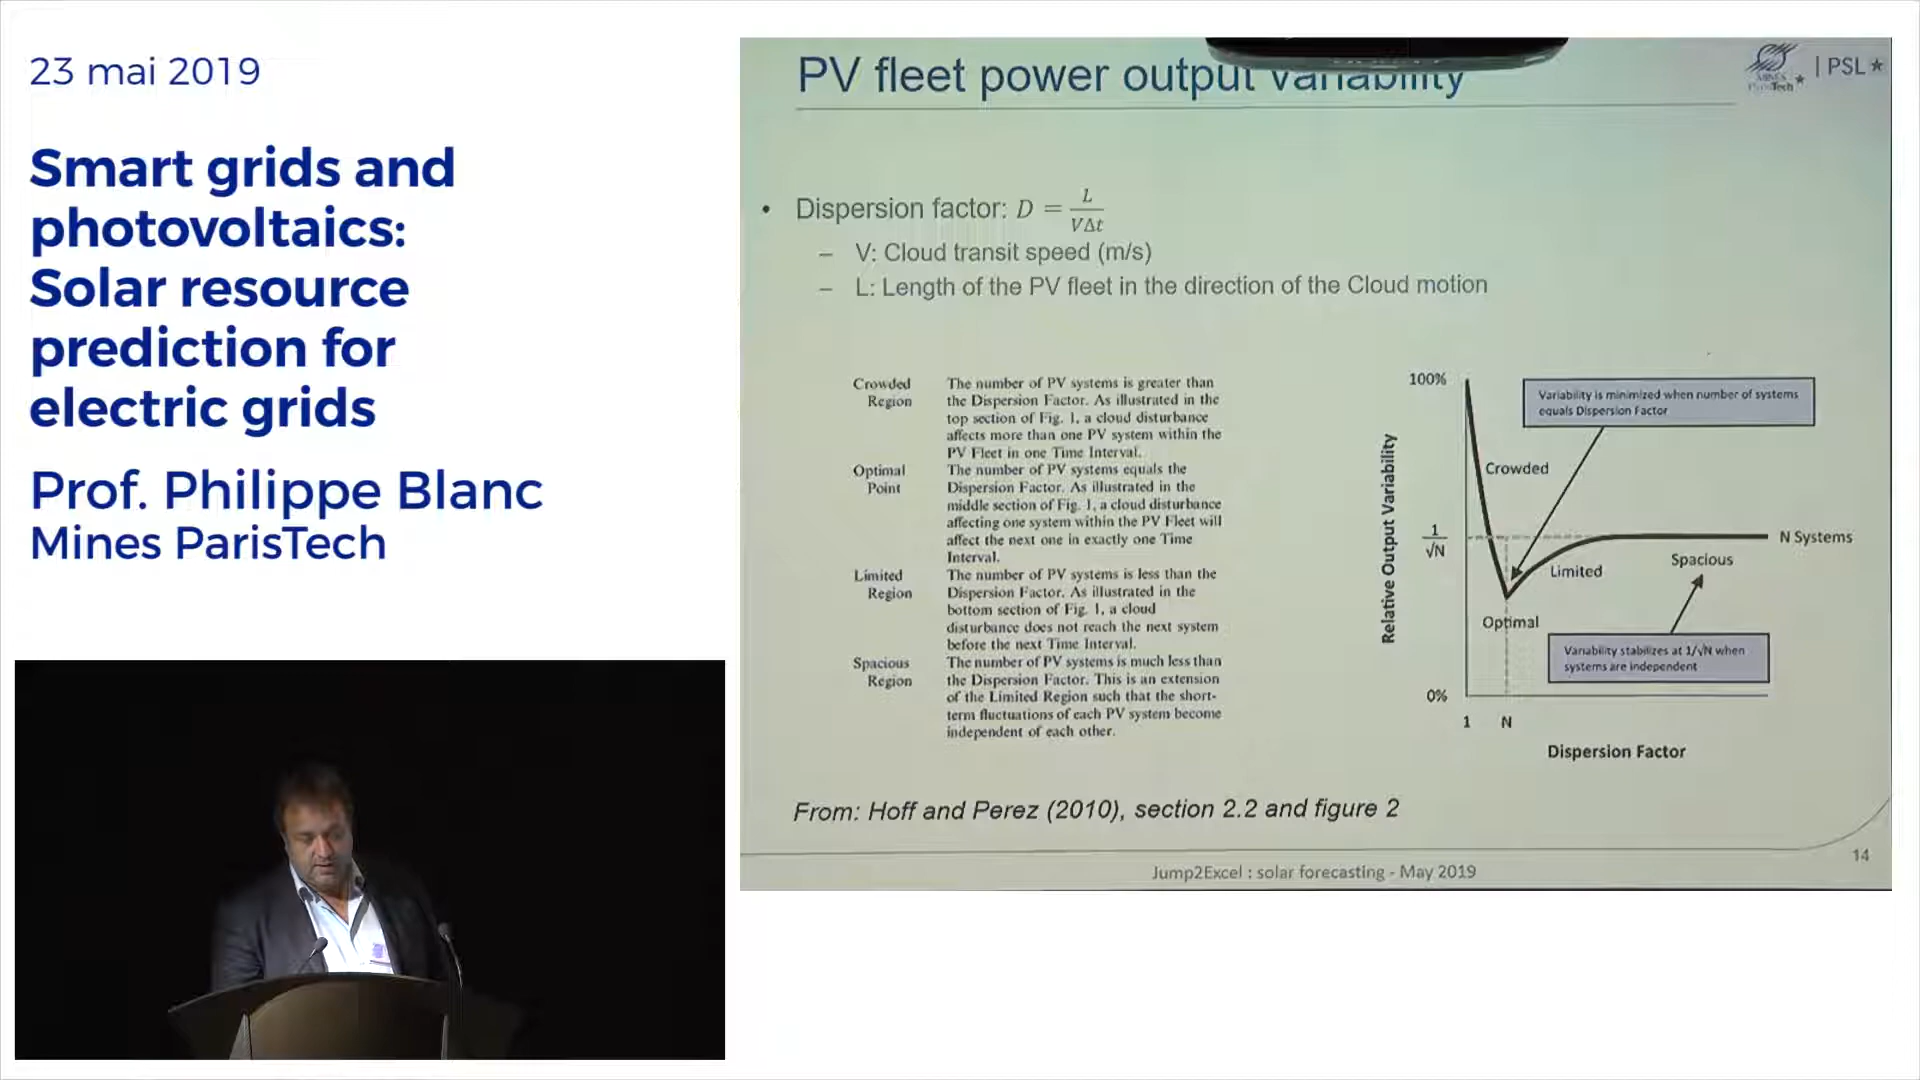 23 mai 2019
Smart grids and
photovoltaics:
Solar resource
prediction for
electric grids
Prof. Philippe Blanc
Mines ParisTech
PV fleet power output variability
MINES
ParisTech
| PSL★
• Dispersion factor: D = L / VΔt
– V: Cloud transit speed (m/s)
– L: Length of the PV fleet in the direction of the Cloud motion
Crowded Region
The number of PV systems is greater than
the Dispersion Factor. As illustrated in the
top section of Fig. 1, a cloud disturbance
affects more than one PV system within the
PV Fleet in one Time Interval.
Optimal Point
The number of PV systems equals the
Dispersion Factor. As illustrated in the
middle section of Fig. 1, a cloud disturbance
affecting one system within the PV Fleet will
affect the next one in exactly one Time
Interval.
Limited Region
The number of PV systems is less than the
Dispersion Factor. As illustrated in the
bottom section of Fig. 1, a cloud
disturbance does not reach the next system
before the next Time Interval.
Spacious Region
The number of PV systems is much less than
the Dispersion Factor. This is an extension
of the Limited Region such that the short-
term fluctuations of each PV system become
independent of each other.
100%
Variability is minimized when number of systems
equals Dispersion Factor
Relative Output Variability
Crowded
1/√N
N Systems
Spacious
Limited
Optimal
Variability stabilizes at 1/√N when
systems are independent
0%
1 N
Dispersion Factor
From: Hoff and Perez (2010), section 2.2 and figure 2
Jump2Excel : solar forecasting - May 2019
14